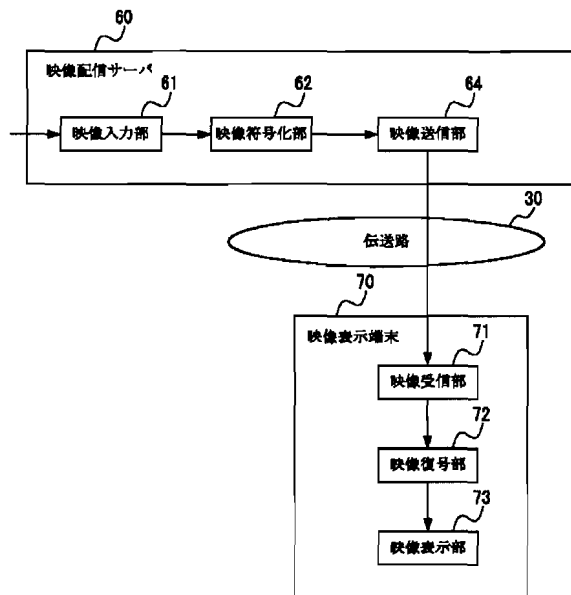 60
映像配信サーバ
61
62
64
映像入力部
映像符号化部
映像送信部
30
伝送路
70
映像表示端末
71
映像受信部
72
映像復号部
73
映像表示部